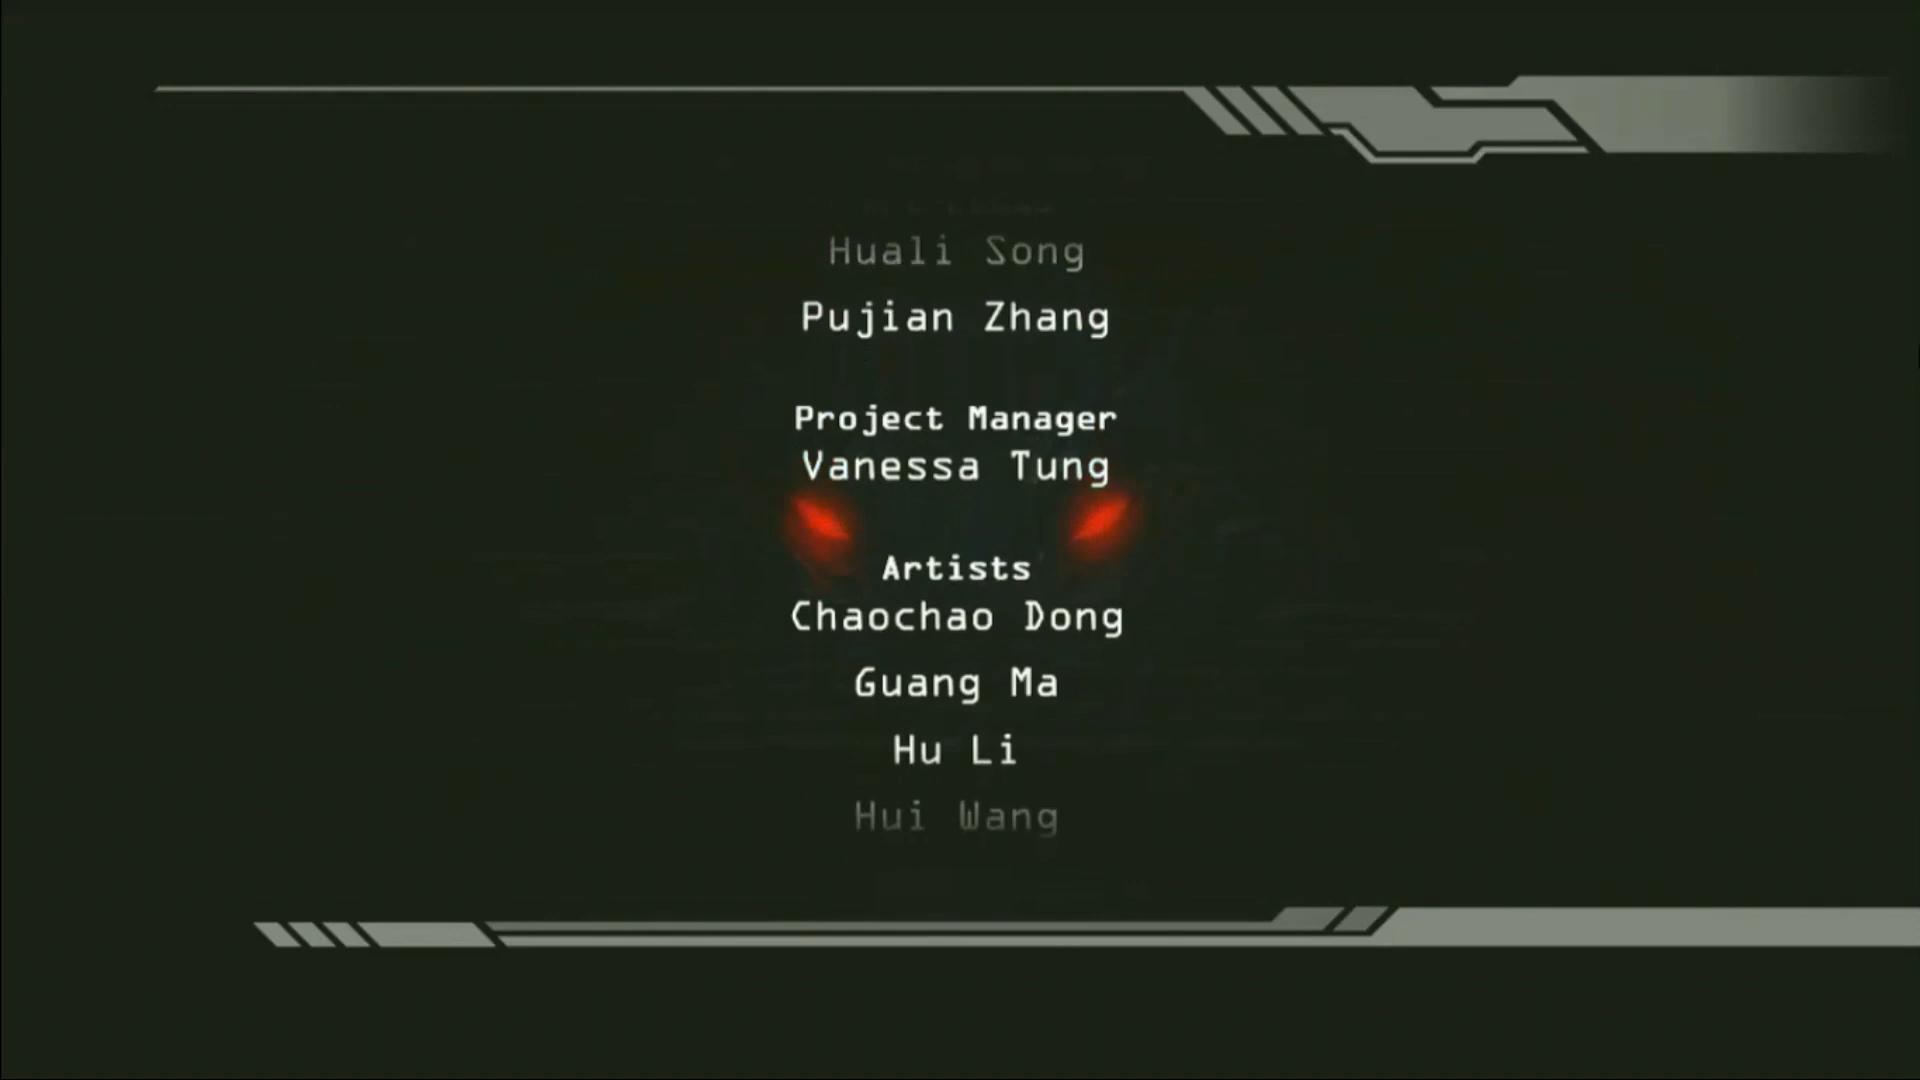 Huali Song
Pujian Zhang
Project Manager
Vanessa Tung
Artists
Chaochao Dong
Guang Ma
Hu Li
Hui Wang